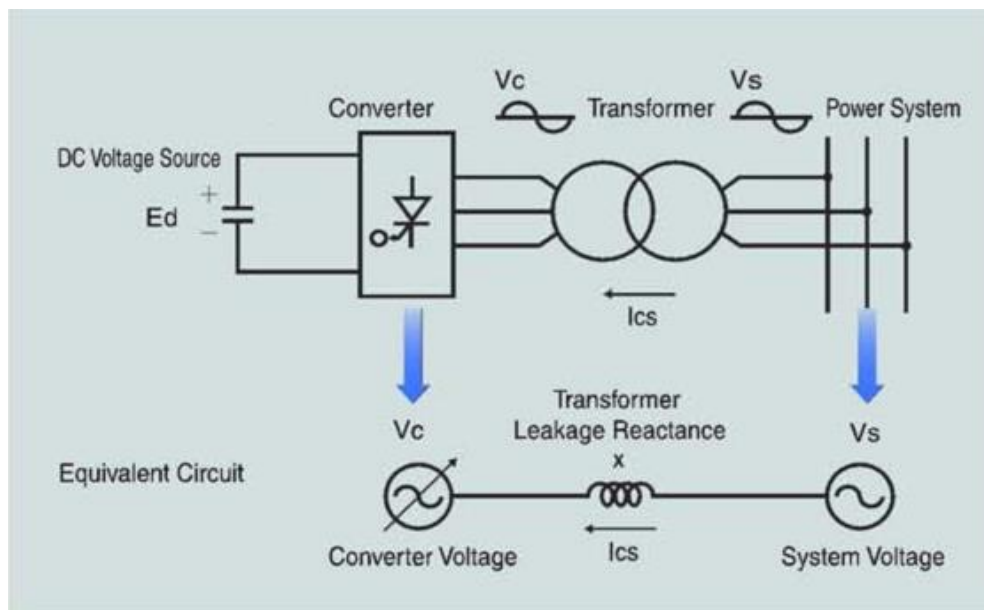 Vc
Vs
Converter
Transformer
Power System
DC Voltage Source
+
Ed
−
Ics
Transformer
Vc
Leakage Reactance
Vs
x
Equivalent Circuit
Ics
Converter Voltage
System Voltage